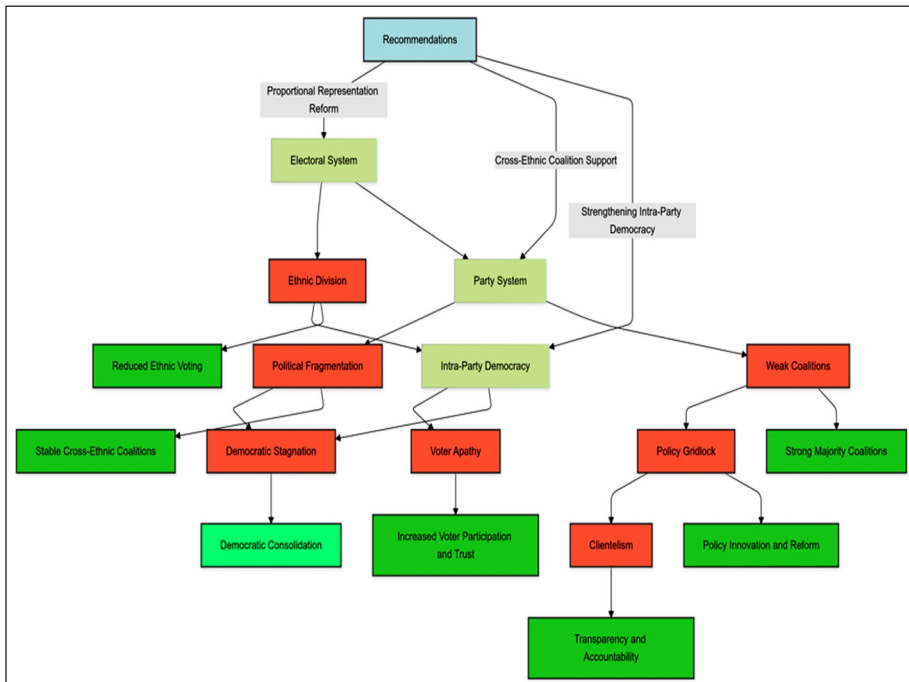 Recommendations
Proportional Representation
Reform
Electoral System
Cross-Ethnic Coalition Support
Strengthening Intra-Party
Democracy
Ethnic Division
Party System
Reduced Ethnic Voting
Political Fragmentation
Intra-Party Democracy
Weak Coalitions
Stable Cross-Ethnic Coalitions
Democratic Stagnation
Voter Apathy
Policy Gridlock
Strong Majority Coalitions
Democratic Consolidation
Increased Voter Participation
and Trust
Clientelism
Policy Innovation and Reform
Transparency and
Accountability